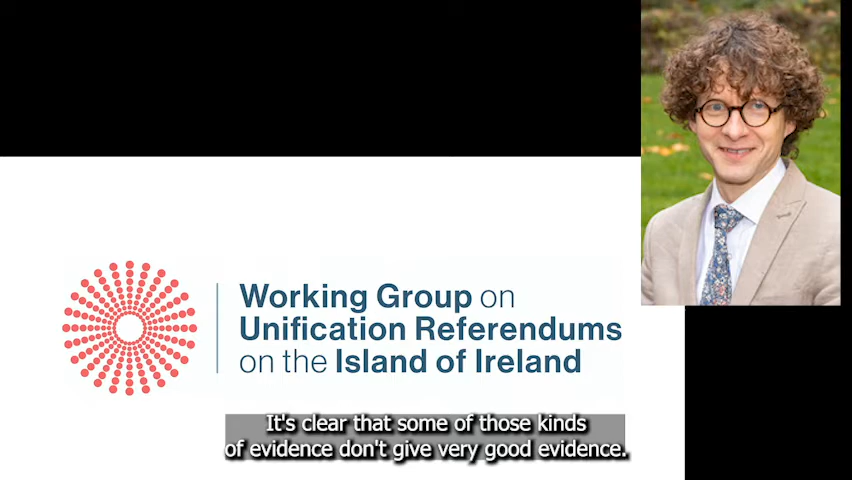 Working Group on
Unification Referendums
on the Island of Ireland
It's clear that some of those kinds
of evidence don't give very good evidence.